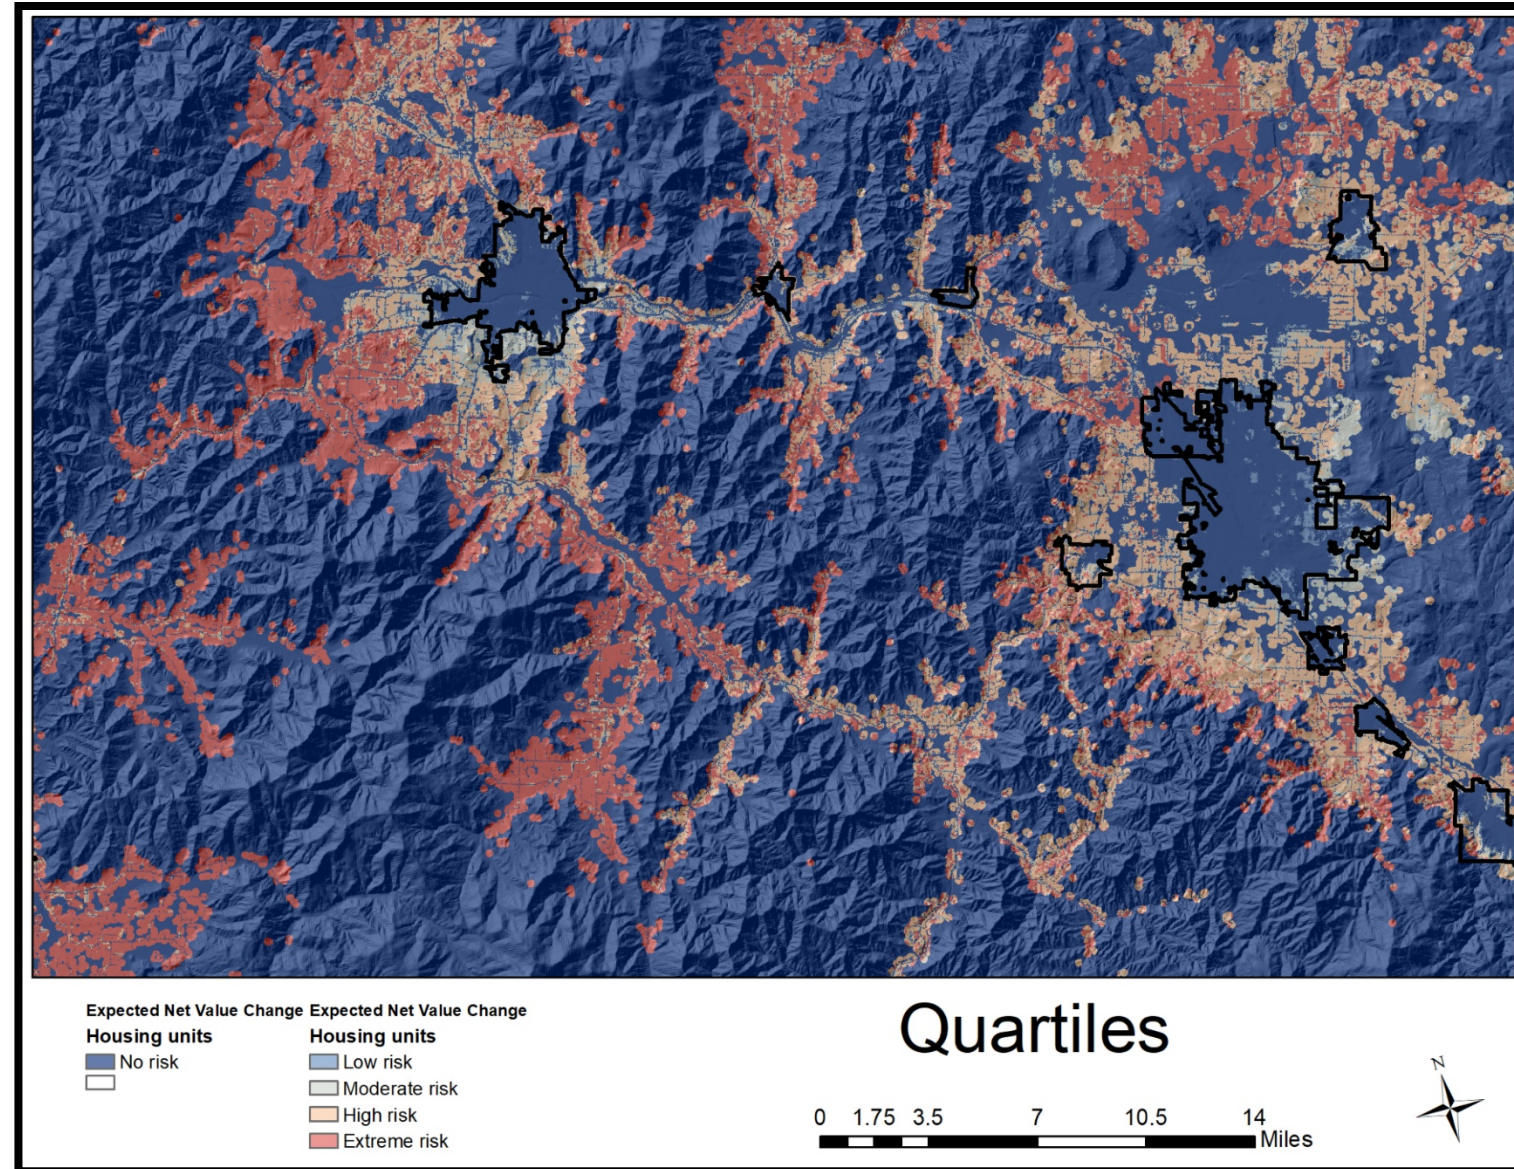 Expected Net Value Change Expected Net Value Change
Housing units Housing units
No risk Low risk
Moderate risk
High risk
Extreme risk
Quartiles
N
0 1.75 3.5 7 10.5 14
Miles